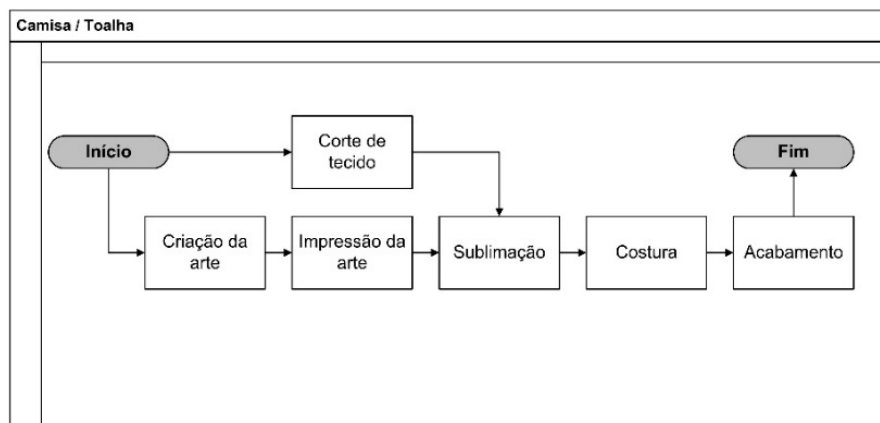 Camisa / Toalha
Início
Corte de
tecido
Fim
Criação da
arte
Impressão da
arte
Sublimação
Costura
Acabamento